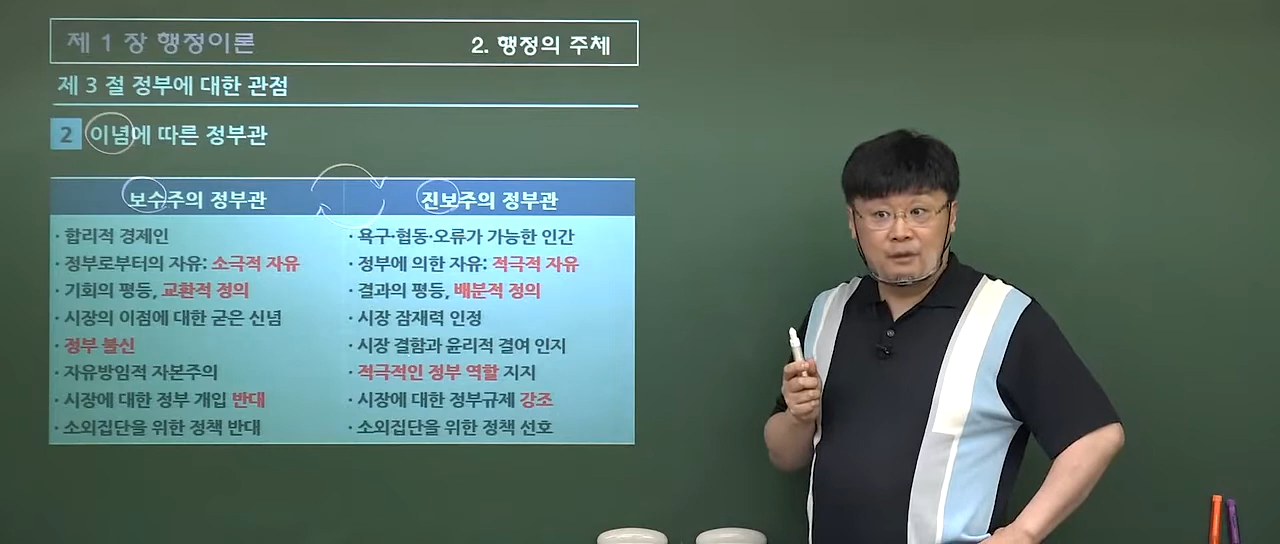 제 1 장 행정이론
2. 행정의 주체
제 3 절 정부에 대한 관점
2 이념에 따른 정부관
보수주의 정부관
진보주의 정부관
· 합리적 경제인
· 욕구·협동·오류가 가능한 인간
· 정부로부터의 자유: 소극적 자유
· 정부에 의한 자유: 적극적 자유
· 기회의 평등, 교환적 정의
· 결과의 평등, 배분적 정의
· 시장의 이점에 대한 굳은 신념
· 시장 잠재력 인정
· 정부 불신
· 시장 결함과 윤리적 결여 인지
· 자유방임적 자본주의
· 적극적인 정부 역할 지지
· 시장에 대한 정부 개입 반대
· 시장에 대한 정부규제 강조
· 소외집단을 위한 정책 반대
· 소외집단을 위한 정책 선호